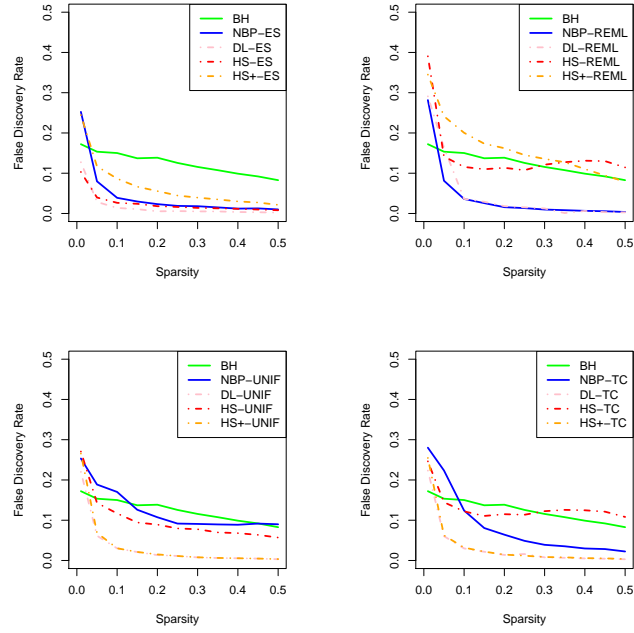 BH
NBP-ES
DL-ES
HS-ES
HS+-ES
False Discovery Rate
0.0 0.1 0.2 0.3 0.4 0.5
0.0 0.1 0.2 0.3 0.4 0.5
Sparsity
BH
NBP-REML
DL-REML
HS-REML
HS+-REML
False Discovery Rate
0.0 0.1 0.2 0.3 0.4 0.5
0.0 0.1 0.2 0.3 0.4 0.5
Sparsity
BH
NBP-UNIF
DL-UNIF
HS-UNIF
HS+-UNIF
False Discovery Rate
0.0 0.1 0.2 0.3 0.4 0.5
0.0 0.1 0.2 0.3 0.4 0.5
Sparsity
BH
NBP-TC
DL-TC
HS-TC
HS+-TC
False Discovery Rate
0.0 0.1 0.2 0.3 0.4 0.5
0.0 0.1 0.2 0.3 0.4 0.5
Sparsity